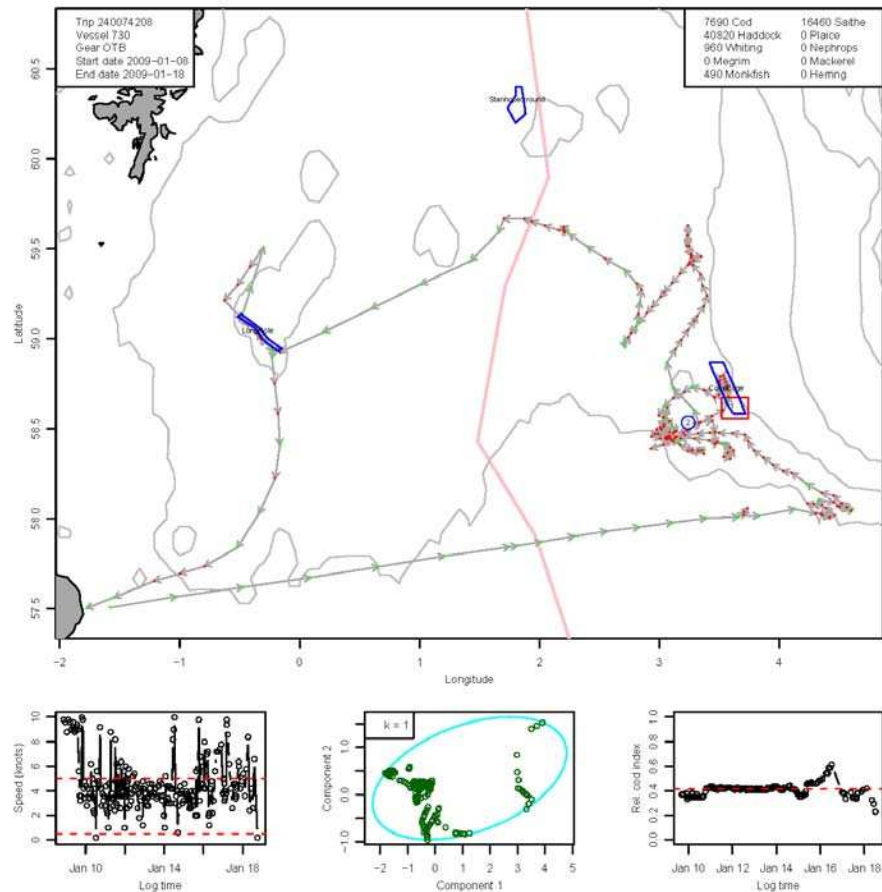 Trip 240074208
Vessel 730
Gear OTB
Start date 2009−01−08
End date 2009−01−18
7690 Cod 16460 Saithe
40820 Haddock 0 Plaice
960 Whiting 0 Nephrops
0 Megrim 0 Mackerel
490 Monkfish 0 Herring
Latitude
60.5
60.0
59.5
59.0
58.5
58.0
57.5
2
−2 −1 0 1 2 3 4
Longitude
Speed (knots)
10
8
6
4
2
0
Jan 10 Jan 14 Jan 18
Log time
k = 1
Component 2
1.0
0.0
−1.0
−2 −1 0 1 2 3 4 5
Component 1
Rel. cod index
1.0
0.8
0.6
0.4
0.2
0.0
Jan 10 Jan 12 Jan 14 Jan 16 Jan 18
Log time